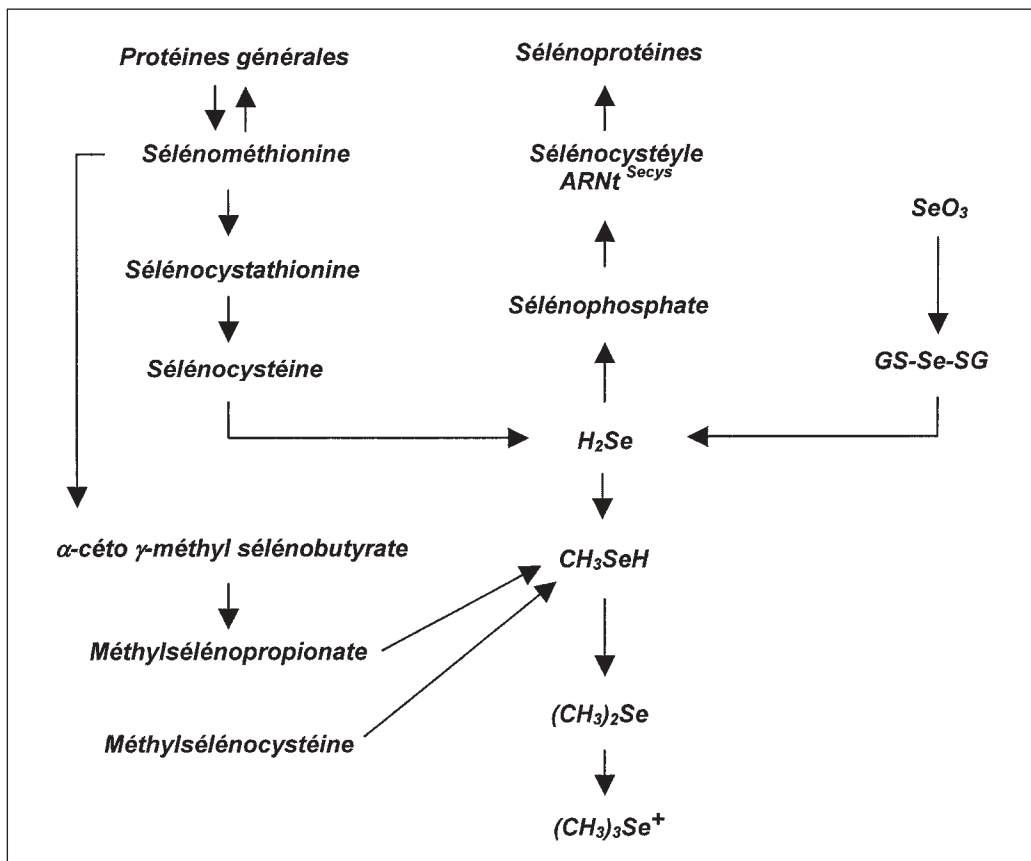 Protéines générales
Sélénométhionine
Sélénocystathionine
Sélénocystéine
α-céto γ-méthyl sélénobutyrate
Méthylsélénopropionate
Méthylsélénocystéine
Sélénoprotéines
Sélénocystéyle
ARNt Secys
Sélénophosphate
H₂Se
CH₃SeH
(CH₃)₂Se
(CH₃)₃Se⁺
SeO₃
GS-Se-SG